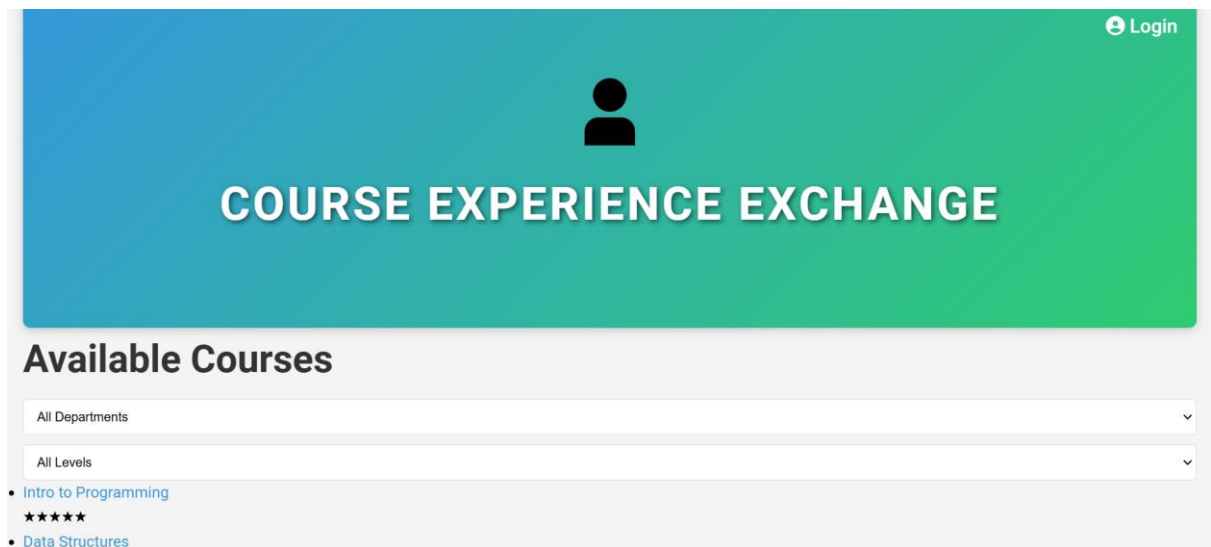 Login
COURSE EXPERIENCE EXCHANGE
Available Courses
All Departments
All Levels
• Intro to Programming
★★★★★
• Data Structures